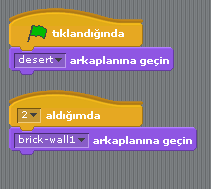 tıklandığında
desert arkaplanına geçin
2 aldığımda
brick-wall1 arkaplanına geçin